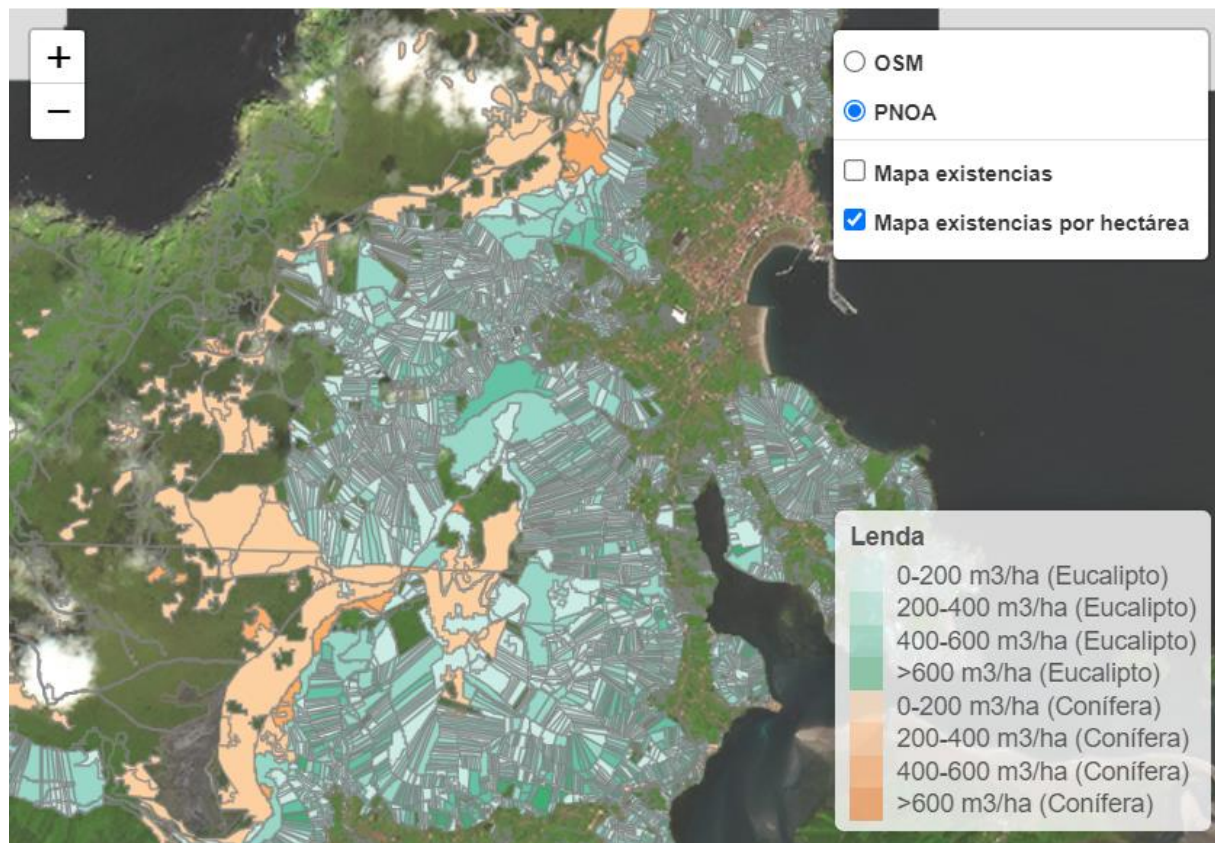 +
−
OSM
PNOA
Mapa existencias
Mapa existencias por hectárea
Lenda
0-200 m3/ha (Eucalipto)
200-400 m3/ha (Eucalipto)
400-600 m3/ha (Eucalipto)
>600 m3/ha (Eucalipto)
0-200 m3/ha (Conífera)
200-400 m3/ha (Conífera)
400-600 m3/ha (Conífera)
>600 m3/ha (Conífera)